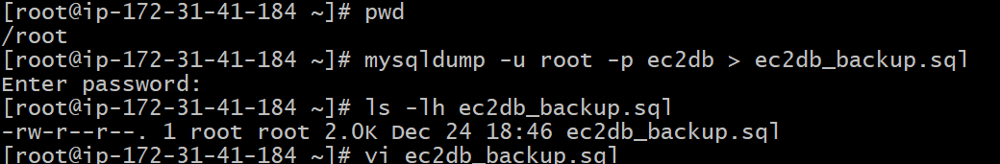 [root@ip-172-31-41-184 ~]# pwd
/root
[root@ip-172-31-41-184 ~]# mysqldump -u root -p ec2db > ec2db_backup.sql
Enter password:
[root@ip-172-31-41-184 ~]# ls -lh ec2db_backup.sql
-rw-r--r--. 1 root root 2.0K Dec 24 18:46 ec2db_backup.sql
[root@ip-172-31-41-184 ~]# vi ec2db_backup.sql